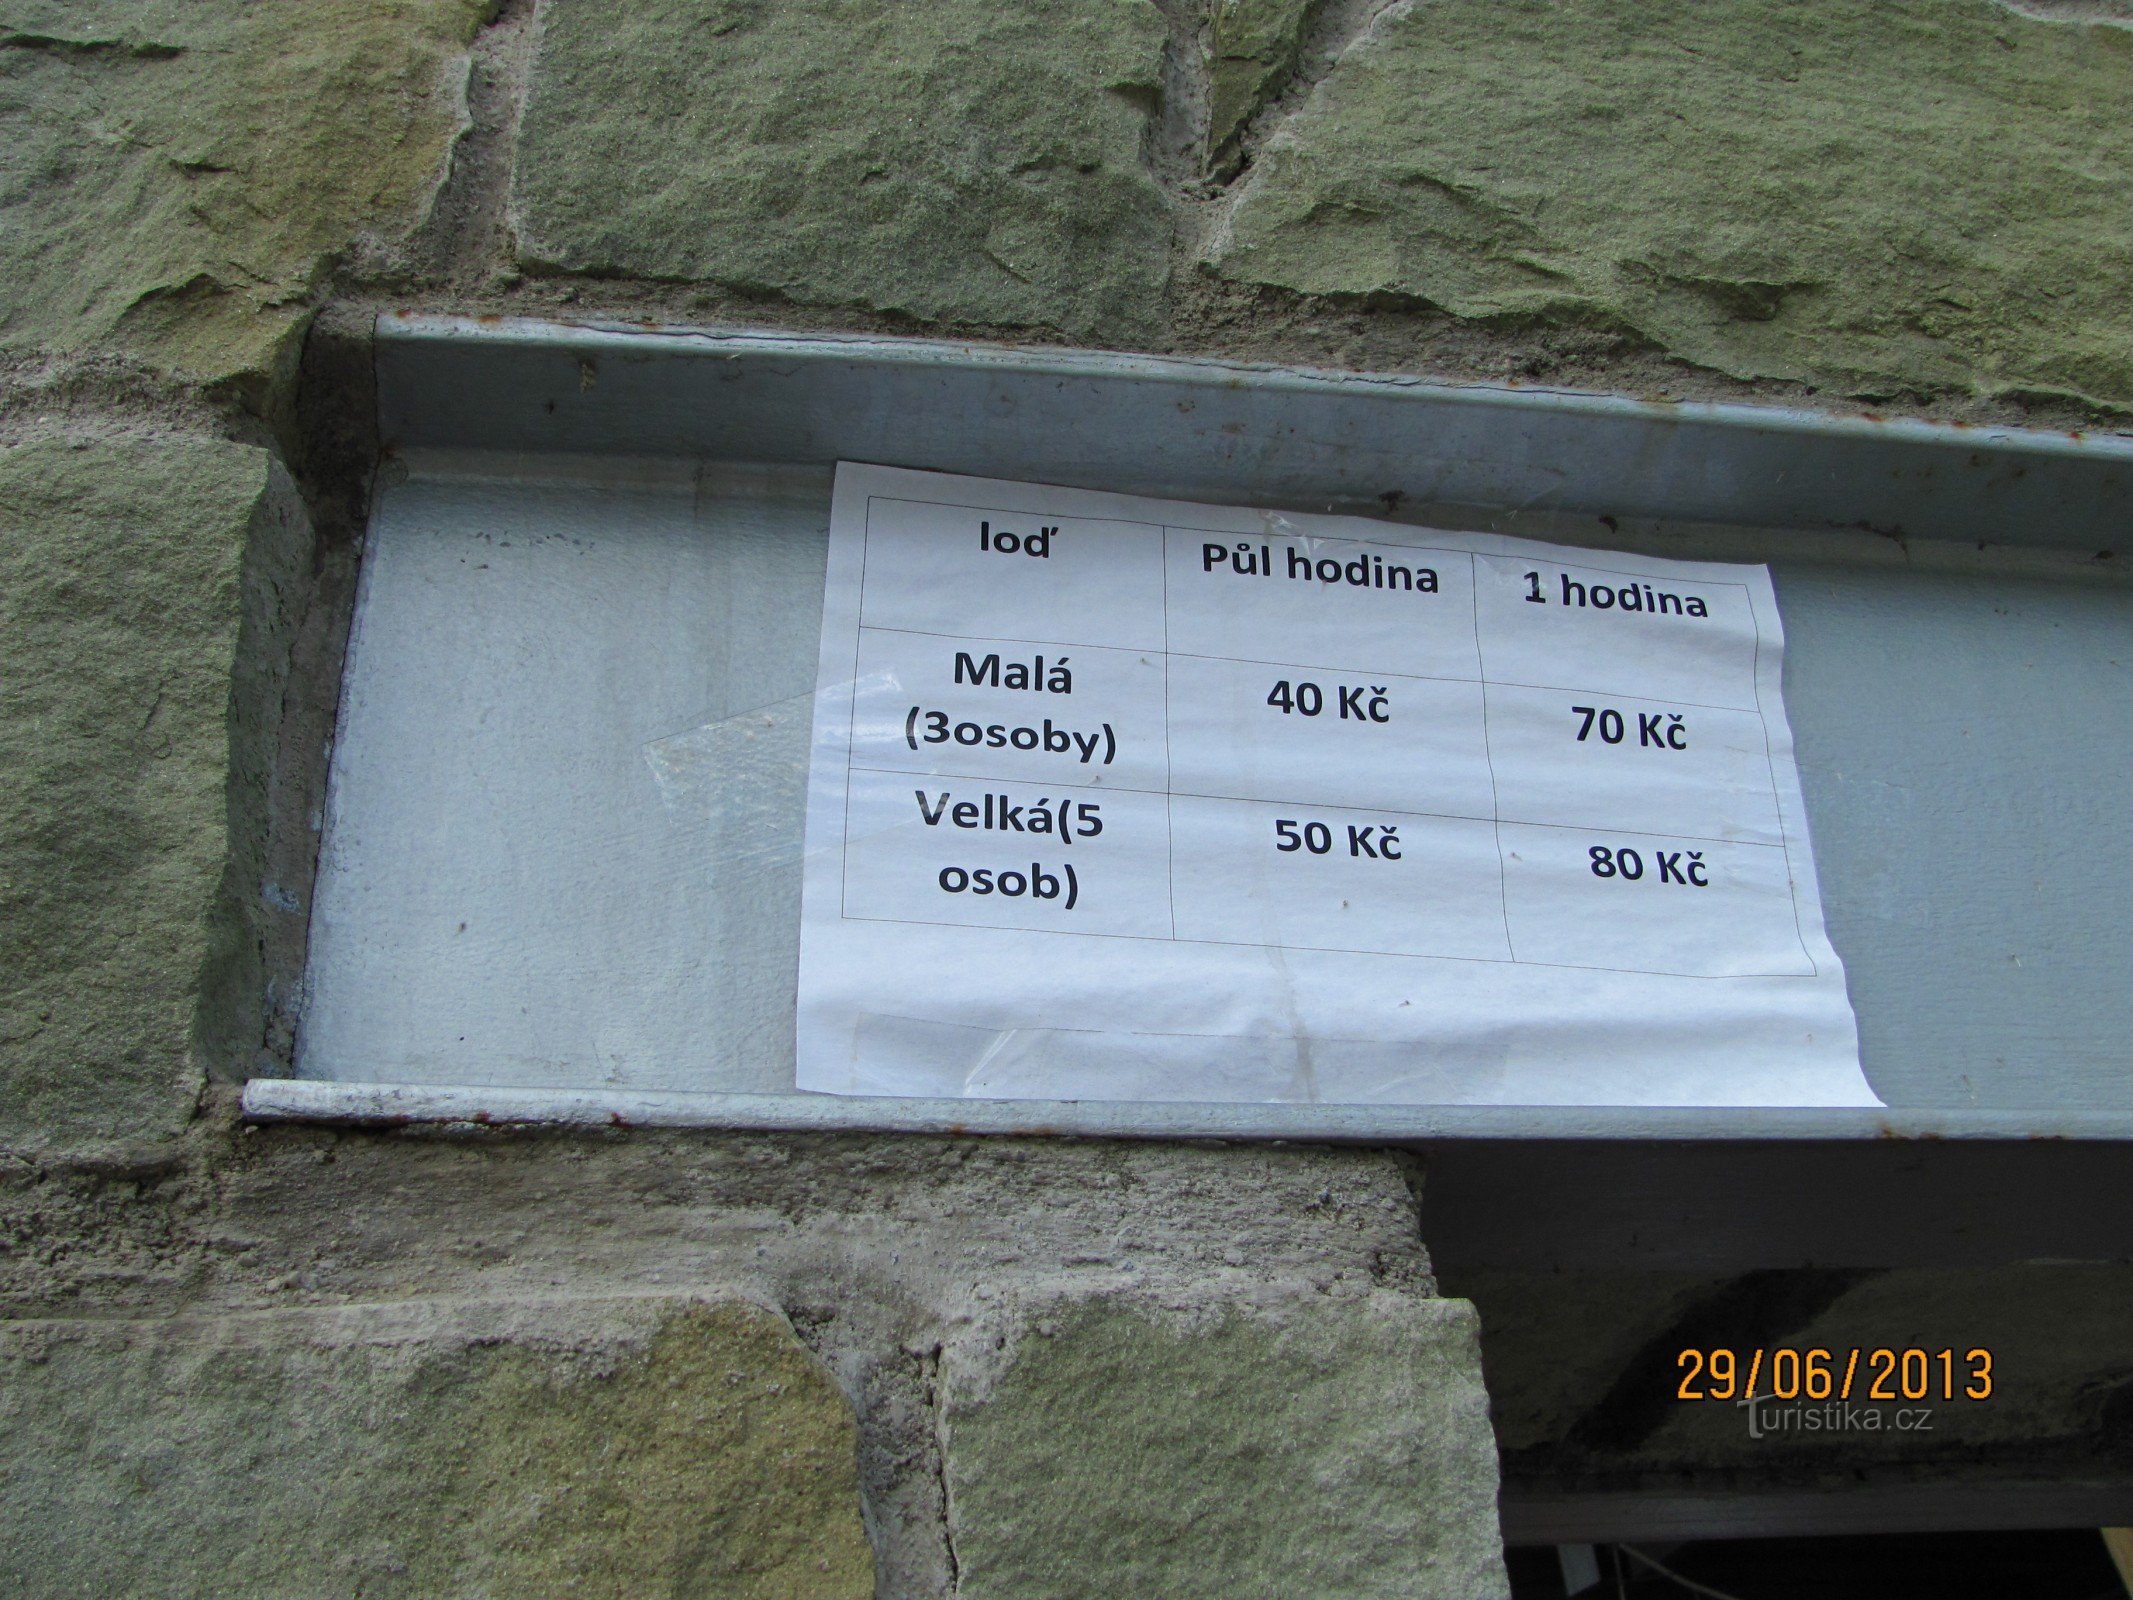 loď Půl hodina 1 hodina
Malá
(3osoby) 40 Kč 70 Kč
Velká(5
osob) 50 Kč 80 Kč
29/06/2013
Turistika.cz